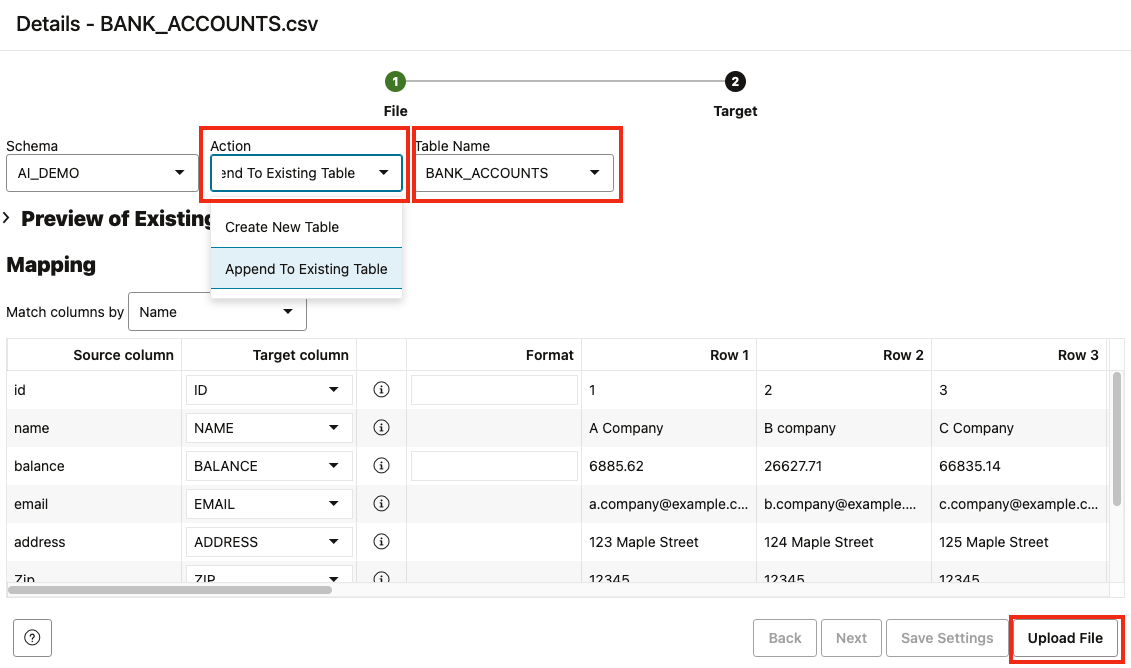 Details - BANK_ACCOUNTS.csv
1 2
File Target
Schema Action Table Name
AI_DEMO end To Existing Table BANK_ACCOUNTS
Preview of Existing
Create New Table
Append To Existing Table
Mapping
Match columns by Name
Source column Target column Format Row 1 Row 2 Row 3
id ID 1 2 3
name NAME A Company B company C Company
balance BALANCE 6885.62 26627.71 66835.14
email EMAIL a.company@example.c... b.company@example.... c.company@example.c...
address ADDRESS 123 Maple Street 124 Maple Street 125 Maple Street
Zip ZIP 12345 12345 12345
? Back Next Save Settings Upload File